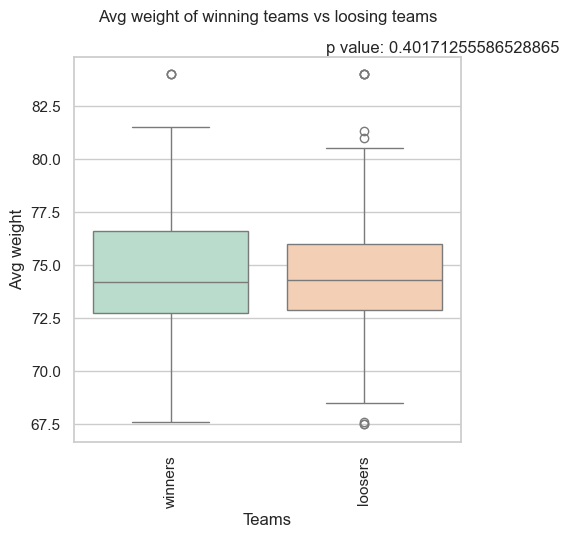 Avg weight of winning teams vs loosing teams
p value: 0.40171255586528865
82.5
80.0
77.5
75.0
72.5
70.0
67.5
Avg weight
winners
loosers
Teams